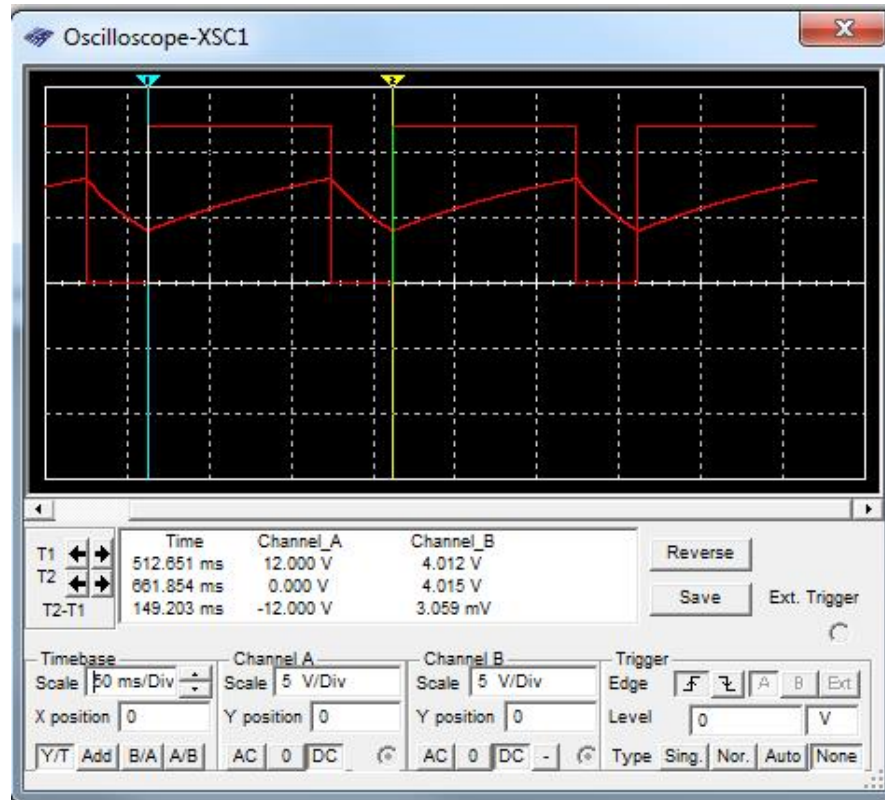 Oscilloscope-XSC1
1 2
Time Channel_A Channel_B
T1 512.651 ms 12.000 V 4.012 V
T2 661.854 ms 0.000 V 4.015 V
T2-T1 149.203 ms -12.000 V 3.059 mV
Reverse
Save Ext. Trigger
Timebase Channel A Channel B Trigger
Scale 50 ms/Div Scale 5 V/Div Scale 5 V/Div Edge A B Ext
X position 0 Y position 0 Y position 0 Level 0 V
Y/T Add B/A A/B AC 0 DC AC 0 DC - Type Sing. Nor. Auto None